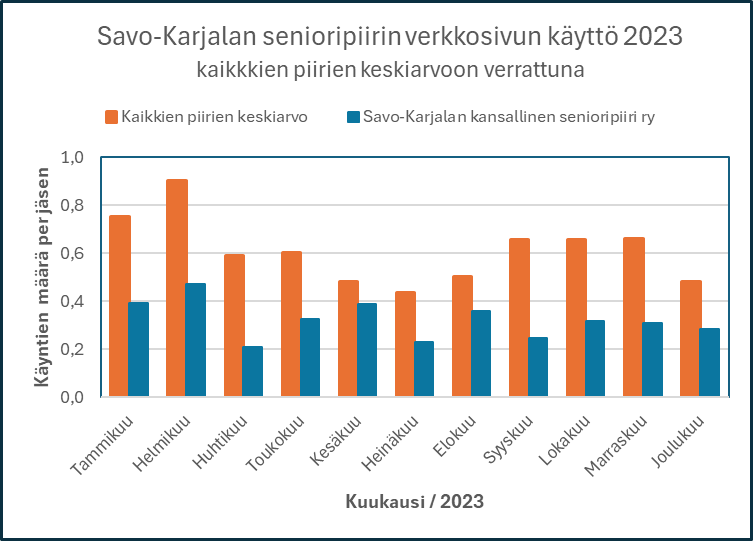 Savo-Karjalan senioripiirin verkkosivun käyttö 2023
kaikkkien piirien keskiarvoon verrattuna
Kaikkien piirien keskiarvo
Savo-Karjalan kansallinen senioripiiri ry
Käyntien määrä per jäsen
1,0
0,8
0,6
0,4
0,2
0,0
Tammikuu
Helmikuu
Huhtikuu
Toukokuu
Kesäkuu
Heinäkuu
Elokuu
Syyskuu
Lokakuu
Marraskuu
Joulukuu
Kuukausi / 2023